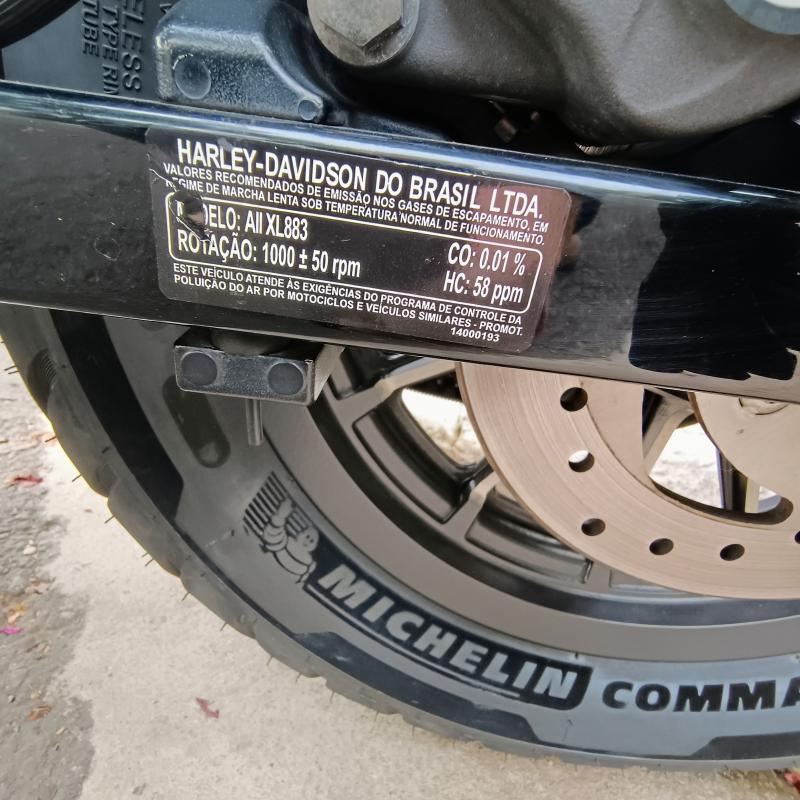 HARLEY-DAVIDSON DO BRASIL LTDA.
VALORES RECOMENDADOS DE EMISSÃO NOS GASES DE ESCAPAMENTO, EM
REGIME DE MARCHA LENTA SOB TEMPERATURA NORMAL DE FUNCIONAMENTO.
MODELO: All XL883
CO: 0.01 %
ROTAÇÃO: 1000 ± 50 rpm
HC: 58 ppm
ESTE VEÍCULO ATENDE ÀS EXIGÊNCIAS DO PROGRAMA DE CONTROLE DA
POLUIÇÃO DO AR POR MOTOCICLOS E VEÍCULOS SIMILARES - PROMOT.
14000193
MICHELIN COMMA
TYPE RIN
TUBE